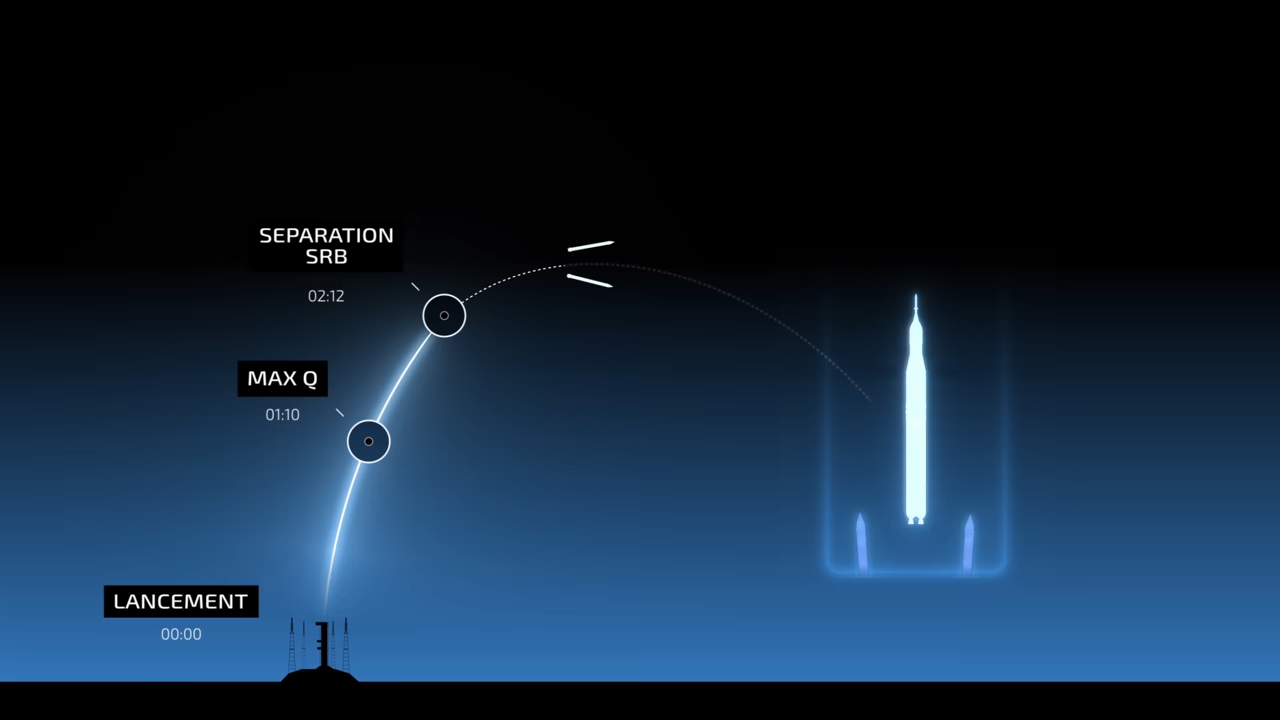 SEPARATION
SRB
02:12
MAX Q
01:10
LANCEMENT
00:00